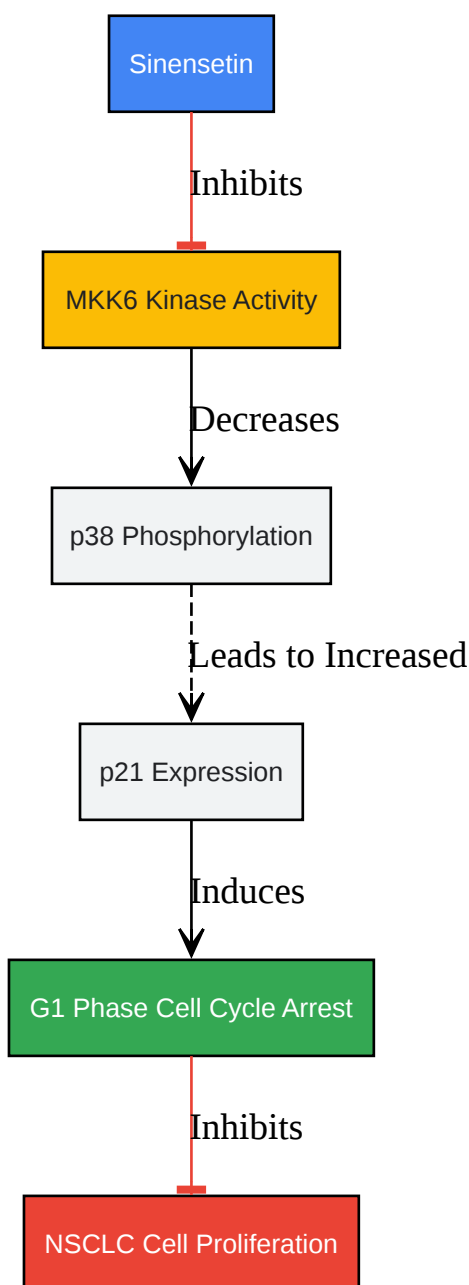 Sinensetin
Inhibits
MKK6 Kinase Activity
Decreases
p38 Phosphorylation
Leads to Increased
p21 Expression
Induces
G1 Phase Cell Cycle Arrest
Inhibits
NSCLC Cell Proliferation